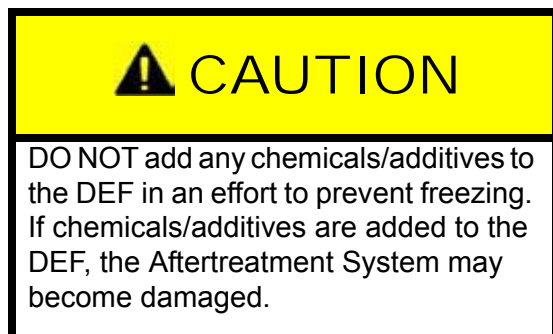 CAUTION
DO NOT add any chemicals/additives to
the DEF in an effort to prevent freezing.
If chemicals/additives are added to the
DEF, the Aftertreatment System may
become damaged.